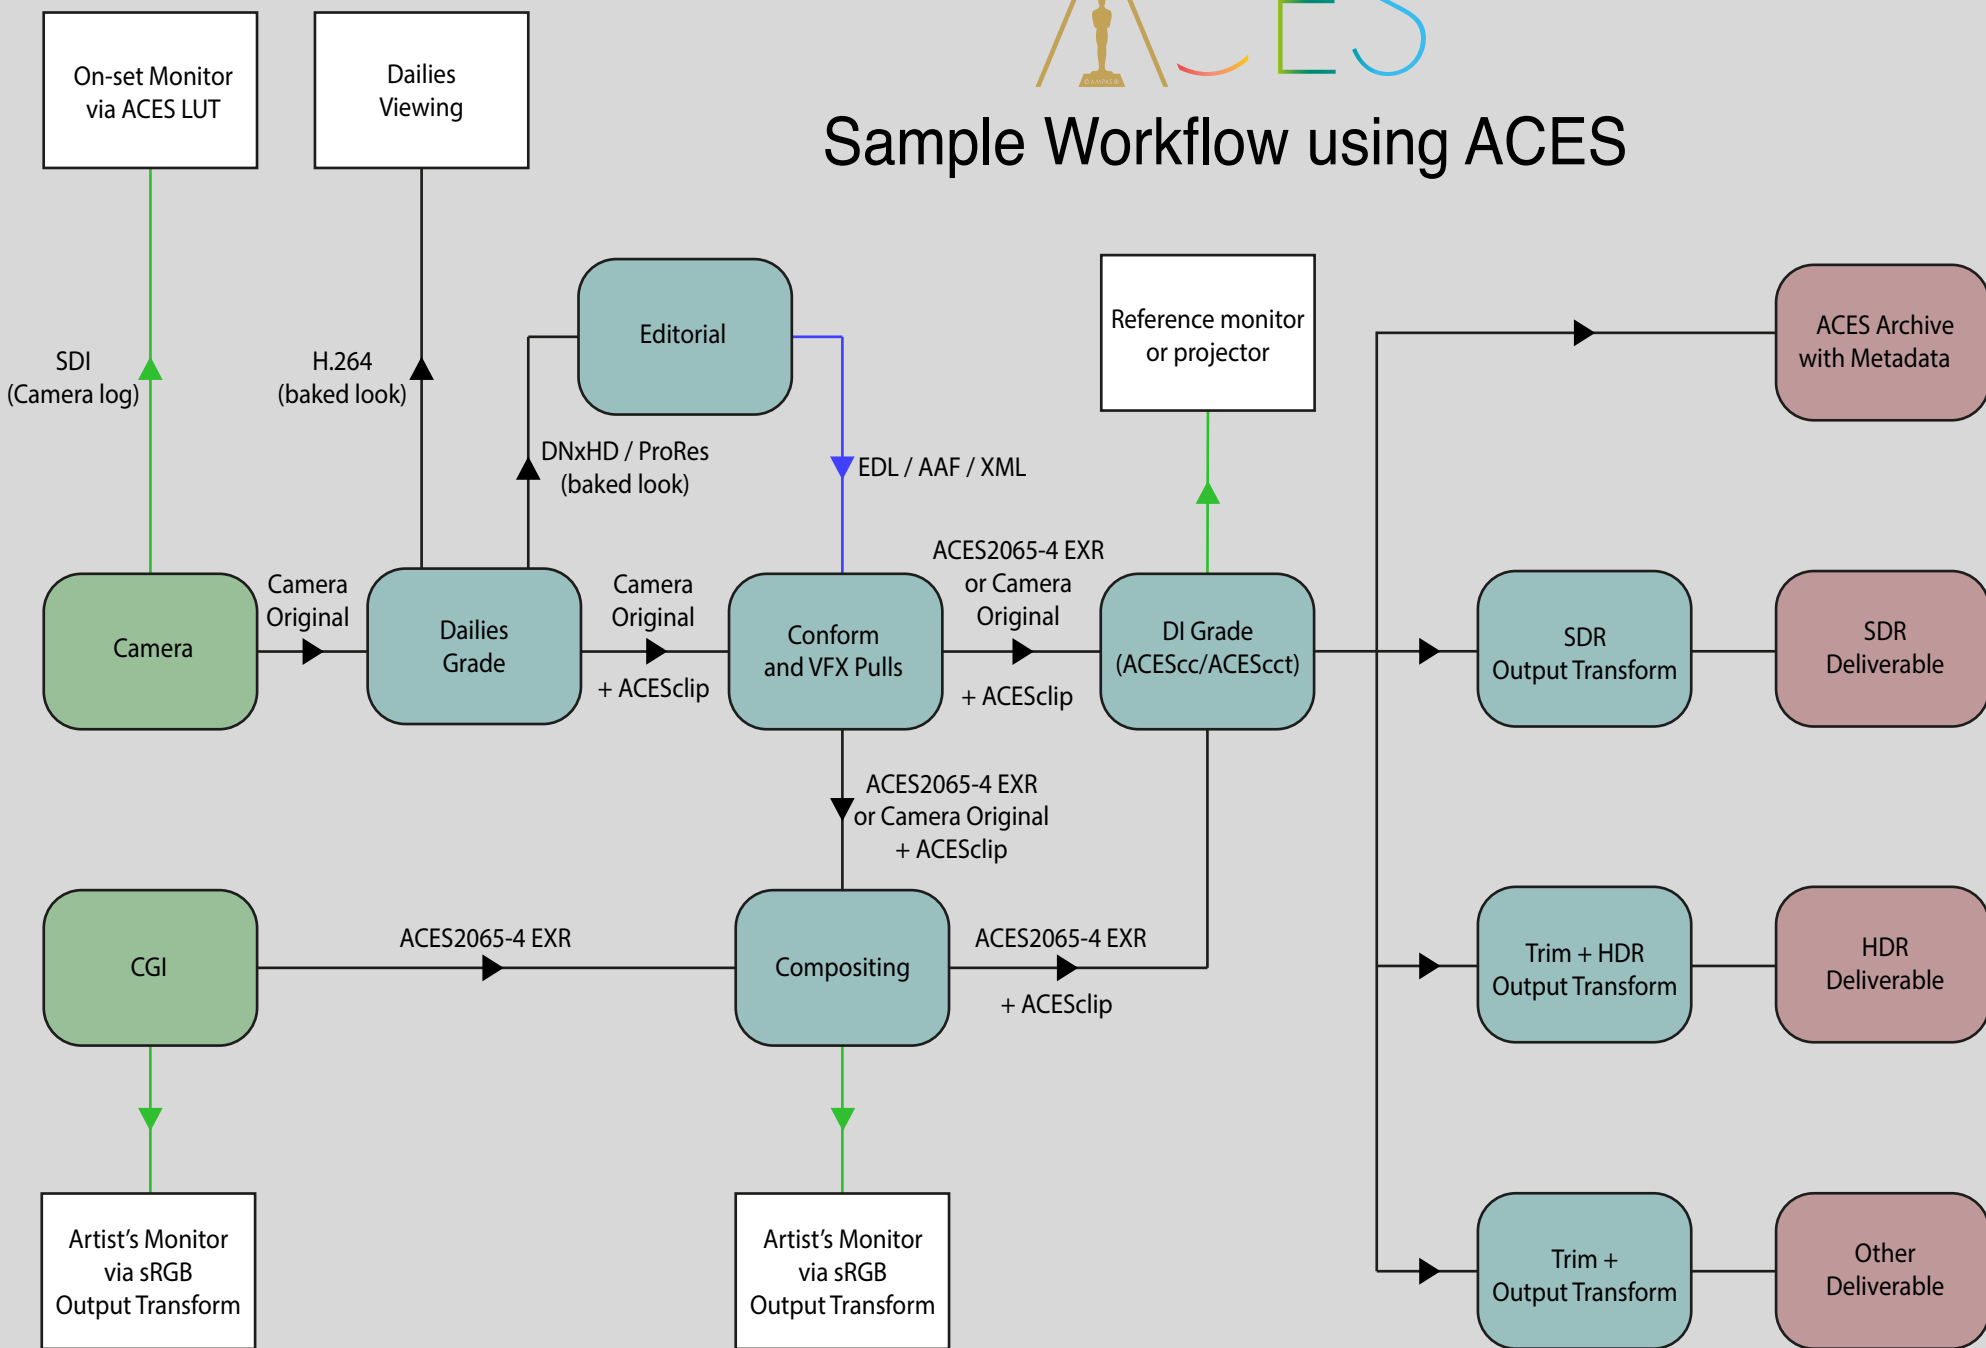 ACES
©AMPAS®
Sample Workflow using ACES
On-set Monitor
via ACES LUT
Dailies
Viewing
SDI
(Camera log)
H.264
(baked look)
Editorial
DNxHD / ProRes
(baked look)
EDL / AAF / XML
Reference monitor
or projector
ACES Archive
with Metadata
Camera
Camera
Original
Dailies
Grade
Camera
Original
+ ACESclip
Conform
and VFX Pulls
ACES2065-4 EXR
or Camera
Original
+ ACESclip
DI Grade
(ACEScc/ACEScct)
SDR
Output Transform
SDR
Deliverable
ACES2065-4 EXR
or Camera Original
+ ACESclip
CGI
ACES2065-4 EXR
Compositing
ACES2065-4 EXR
+ ACESclip
Trim + HDR
Output Transform
HDR
Deliverable
Artist’s Monitor
via sRGB
Output Transform
Artist’s Monitor
via sRGB
Output Transform
Trim +
Output Transform
Other
Deliverable